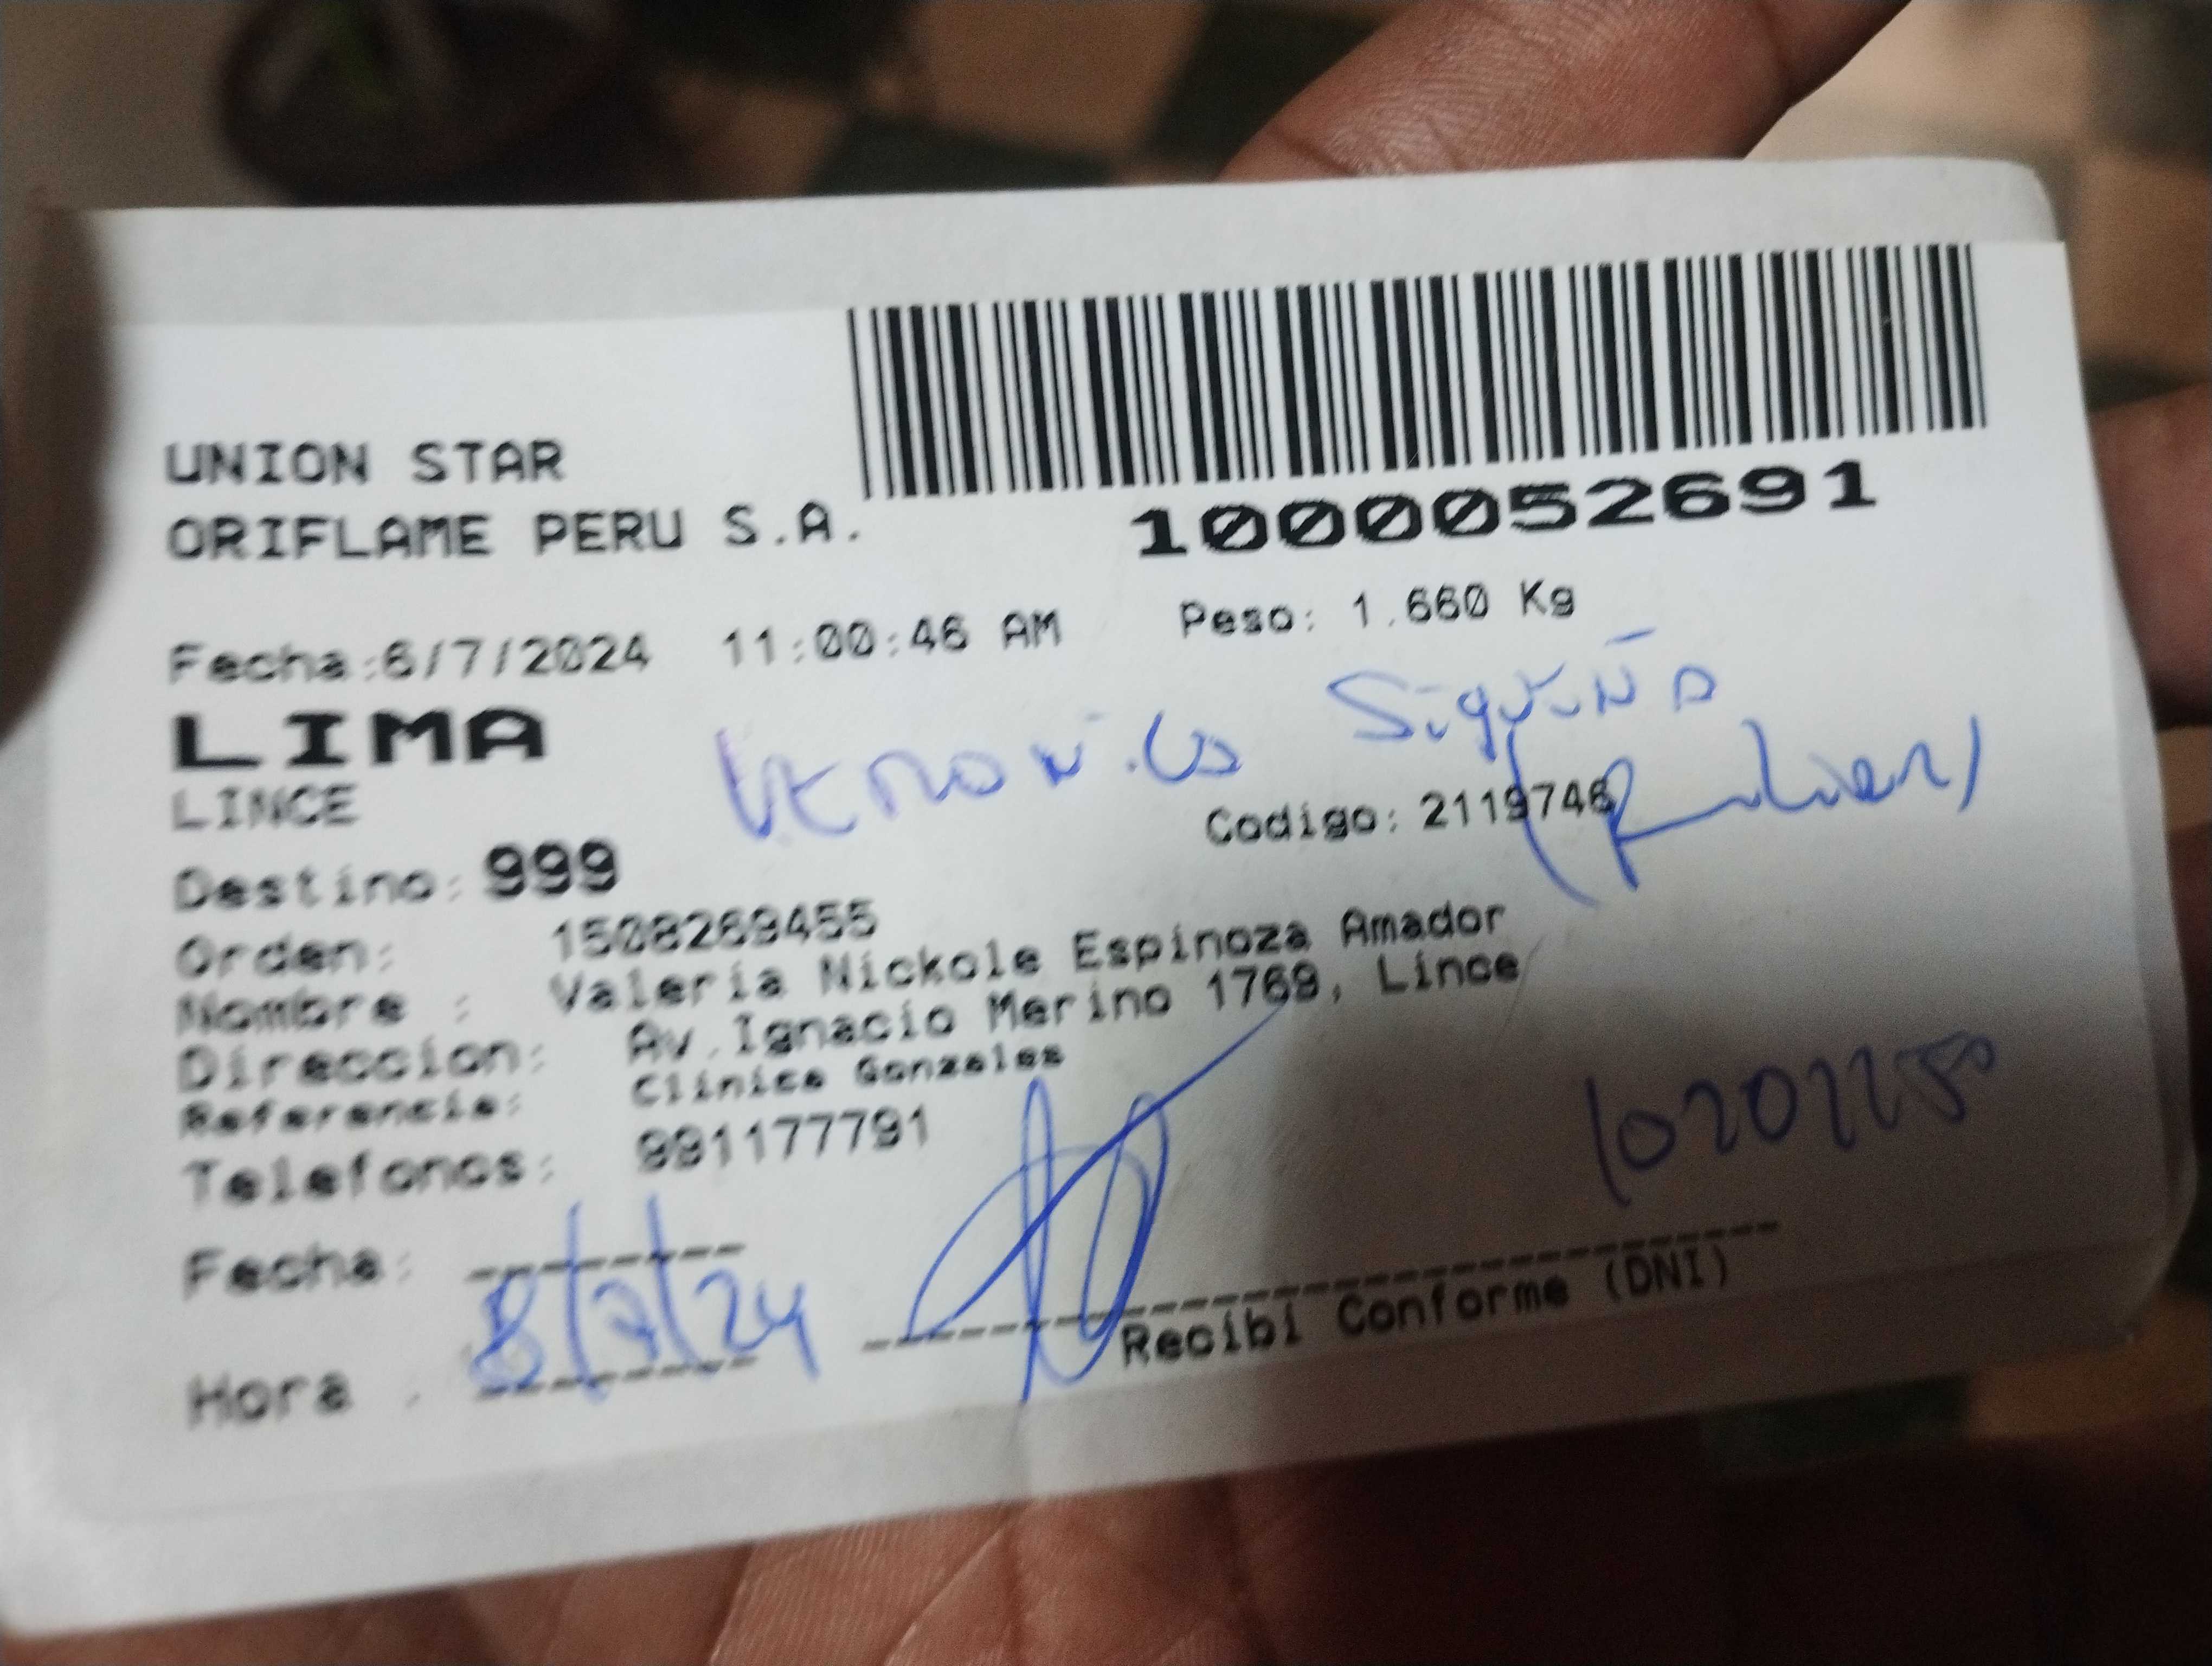 UNION STAR
ORIFLAME PERU S.A.
1000052691
Fecha:6/7/2024 11:00:46 AM Peso: 1.660 Kg
LIMA
LINCE
Destino: 999 Codigo: 2119746
Orden: 1508269455
Nombre : Valeria Nickole Espinoza Amador
Direccion: Av.Ignacio Merino 1769, Lince
Referencia: Clinica Gonzales
Telefonos: 991177791
Fecha:
8/7/24
Hora :
Recibi Conforme (DNI)